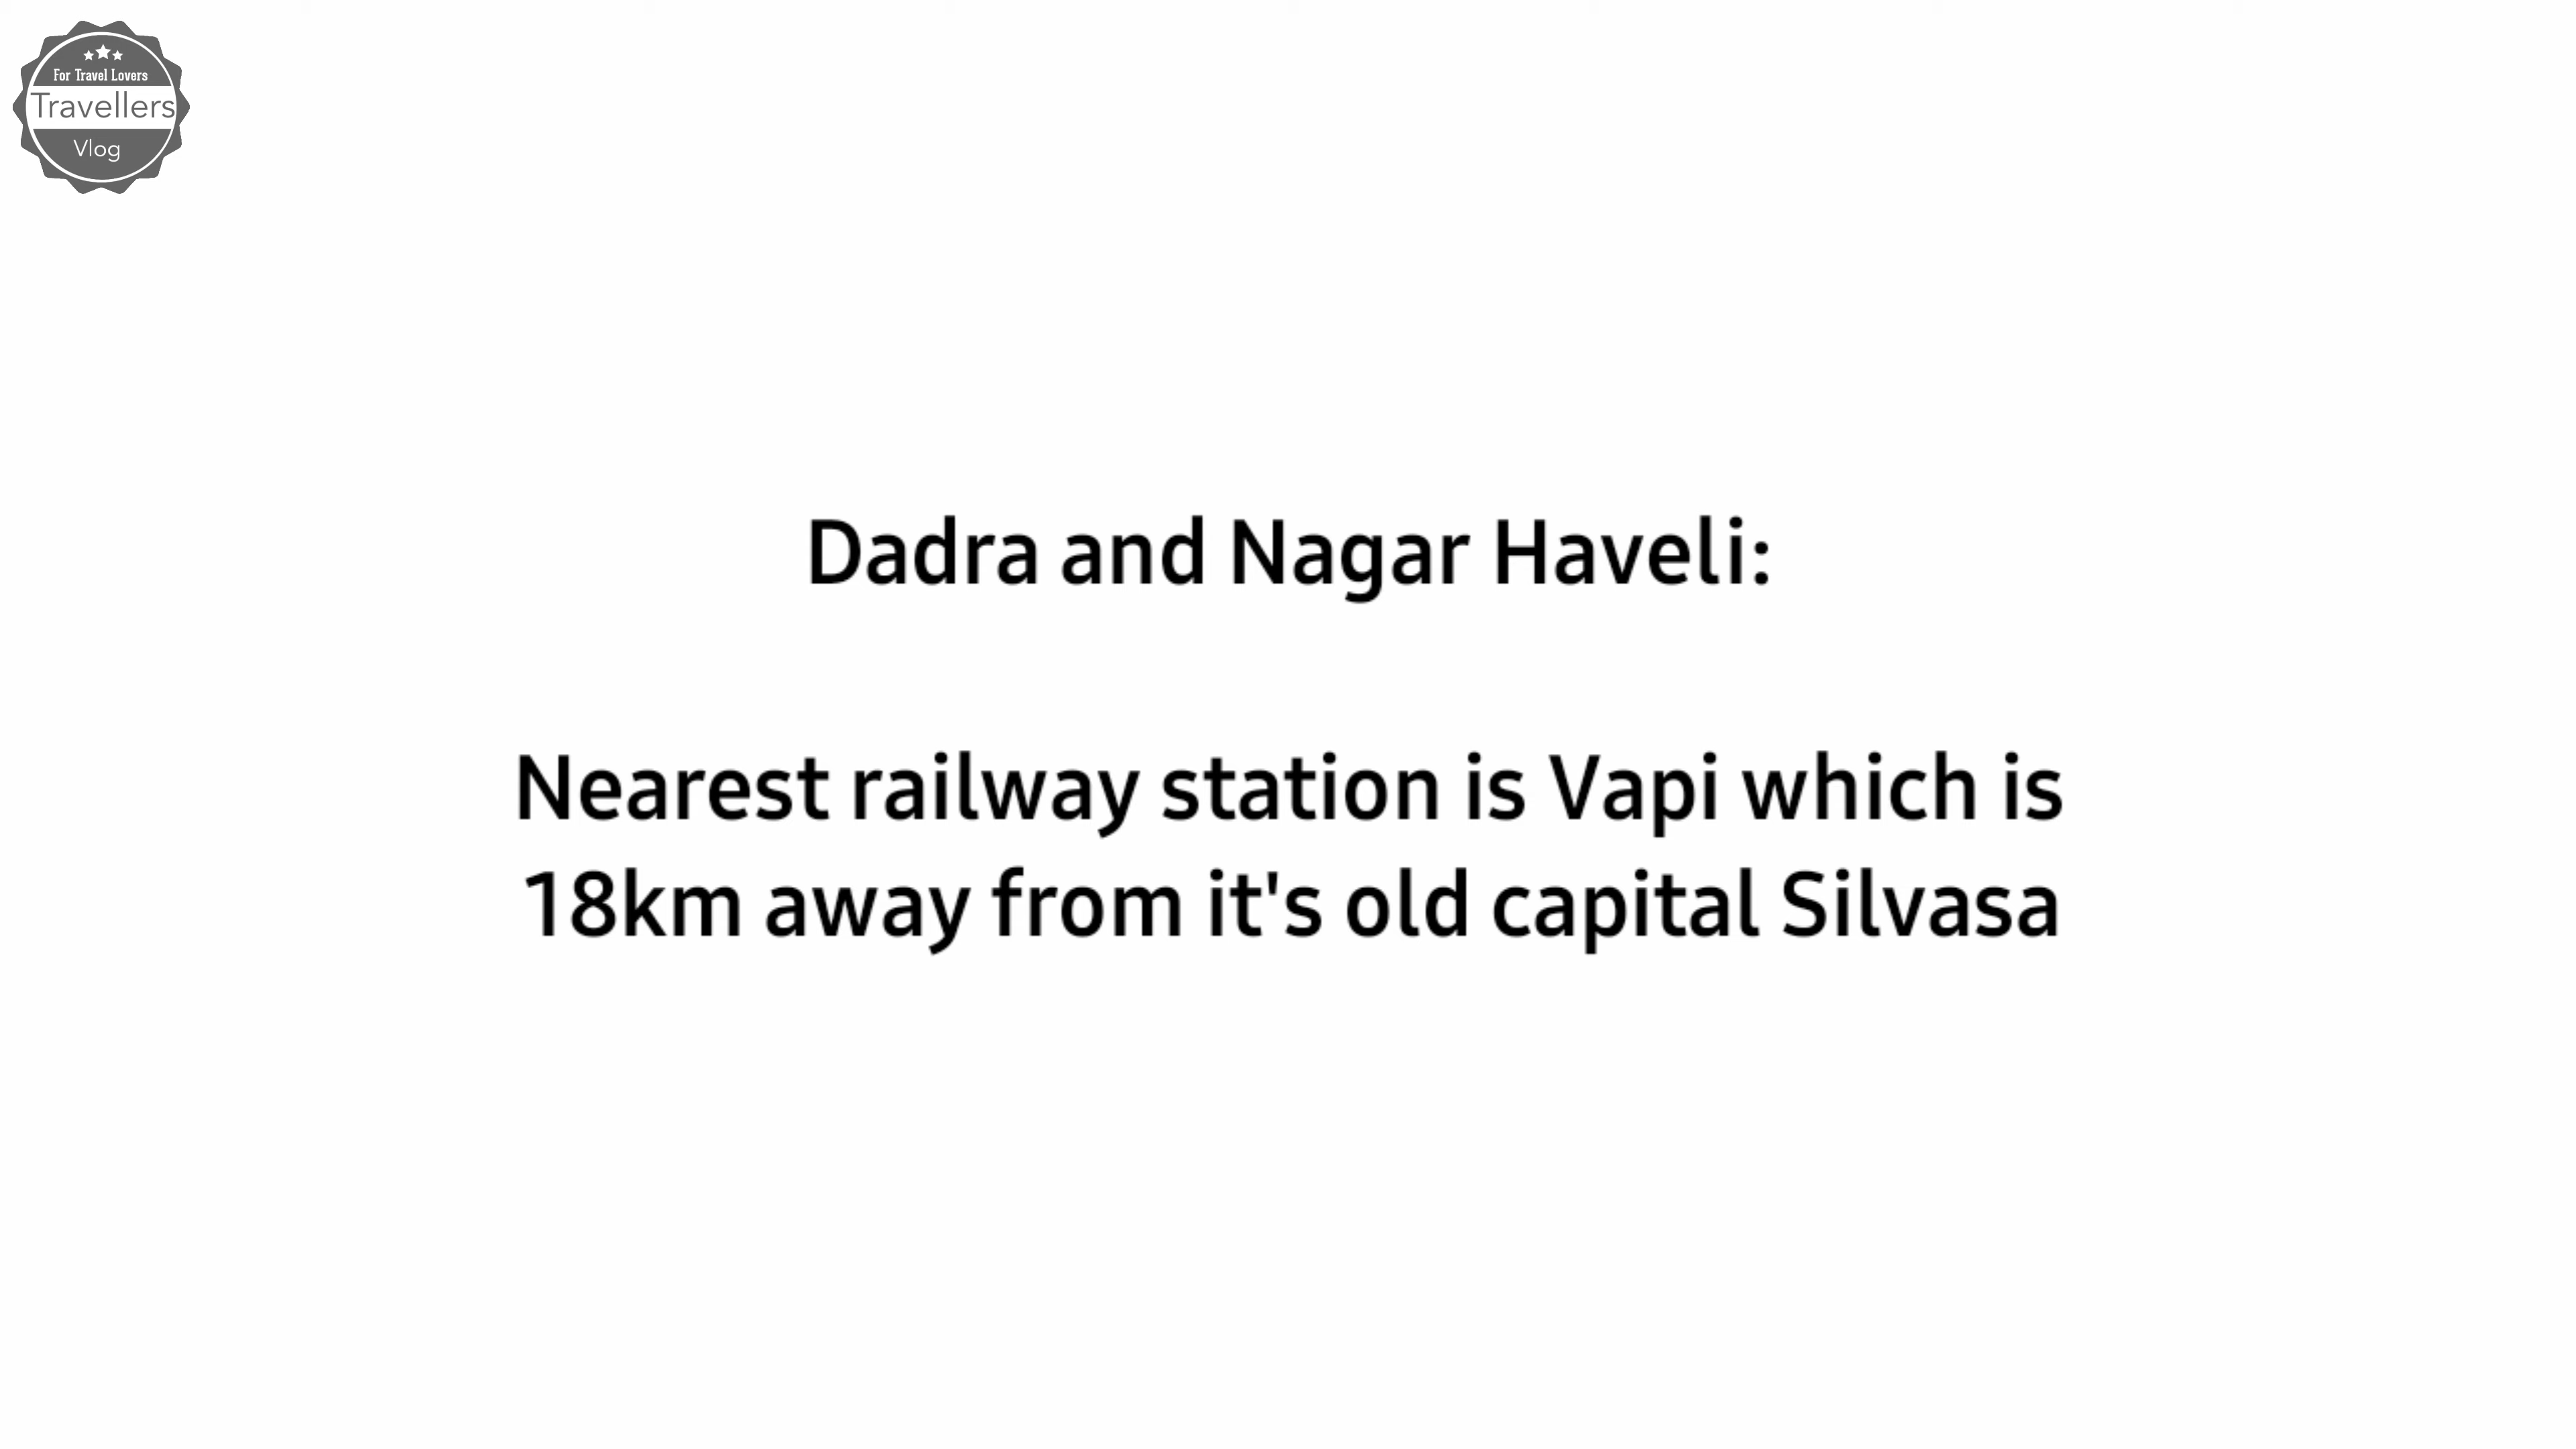 For Travel Lovers
Travellers
Vlog
Dadra and Nagar Haveli:
Nearest railway station is Vapi which is
18km away from it's old capital Silvasa